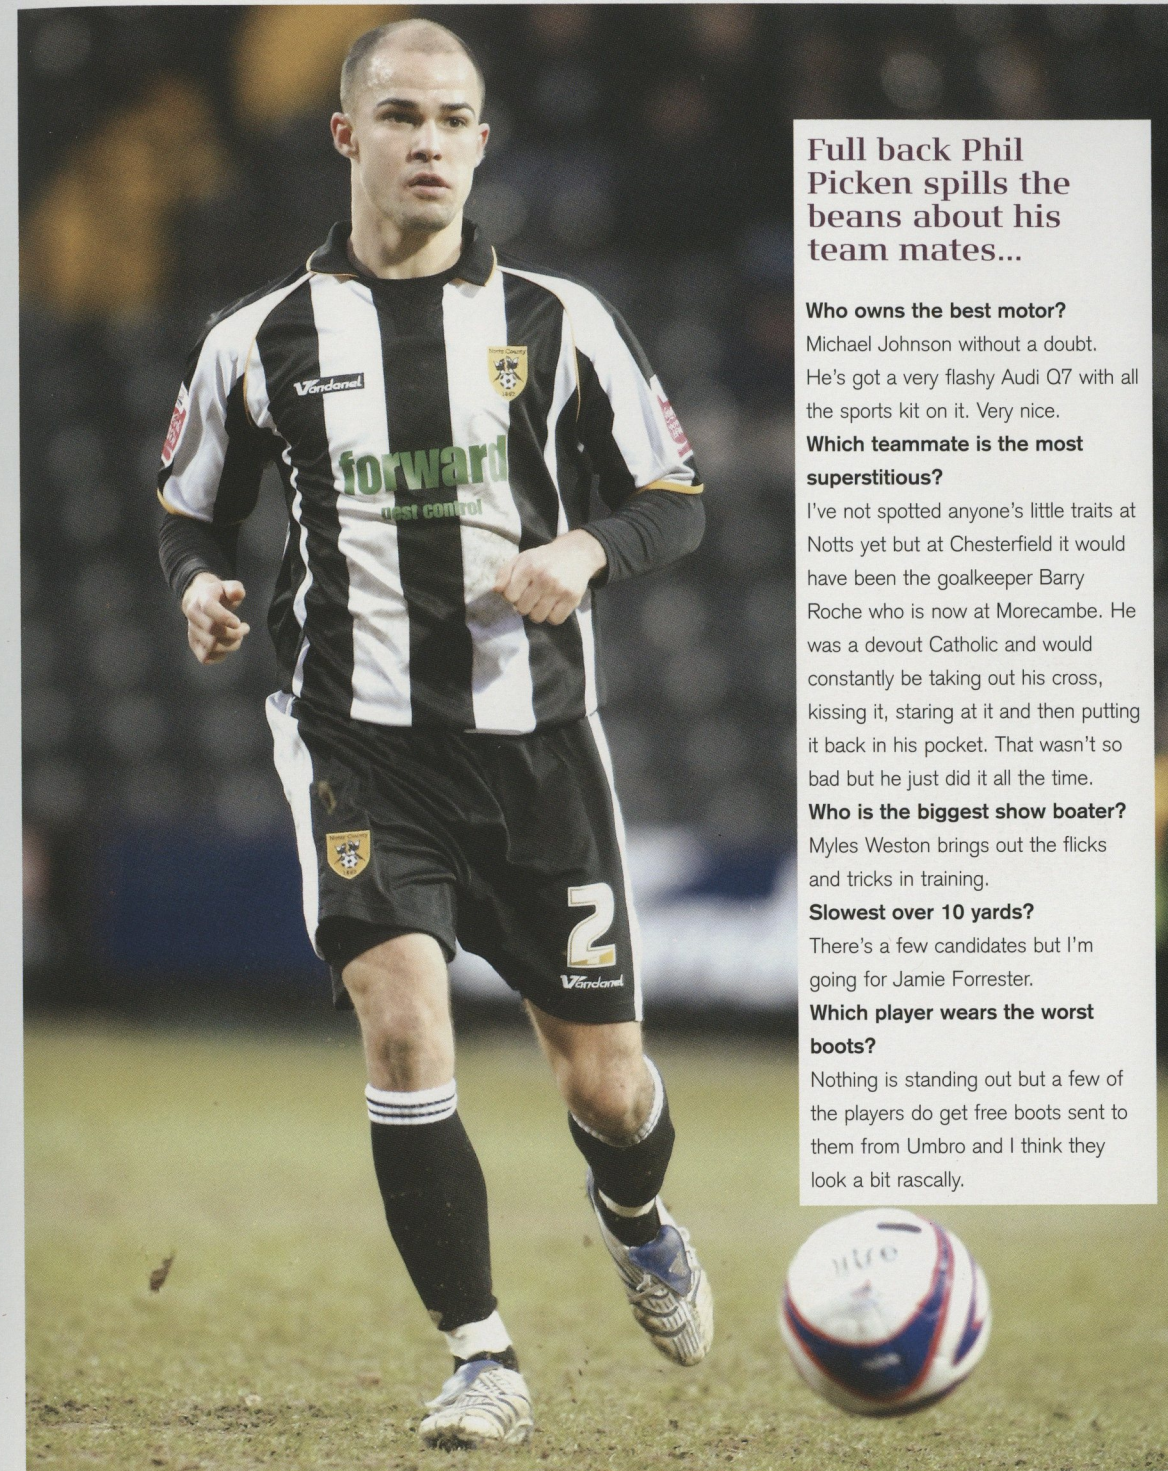 Full back Phil
Picken spills the
beans about his
team mates...
Who owns the best motor?
Michael Johnson without a doubt.
He's got a very flashy Audi Q7 with all
the sports kit on it. Very nice.
Which teammate is the most
superstitious?
I've not spotted anyone's little traits at
Notts yet but at Chesterfield it would
have been the goalkeeper Barry
Roche who is now at Morecambe. He
was a devout Catholic and would
constantly be taking out his cross,
kissing it, staring at it and then putting
it back in his pocket. That wasn't so
bad but he just did it all the time.
Who is the biggest show boater?
Myles Weston brings out the flicks
and tricks in training.
Slowest over 10 yards?
There's a few candidates but I'm
going for Jamie Forrester.
Which player wears the worst
boots?
Nothing is standing out but a few of
the players do get free boots sent to
them from Umbro and I think they
look a bit rascally.
Vandanel
Notts County
forward
pest control
Notts County
2
Vandanel